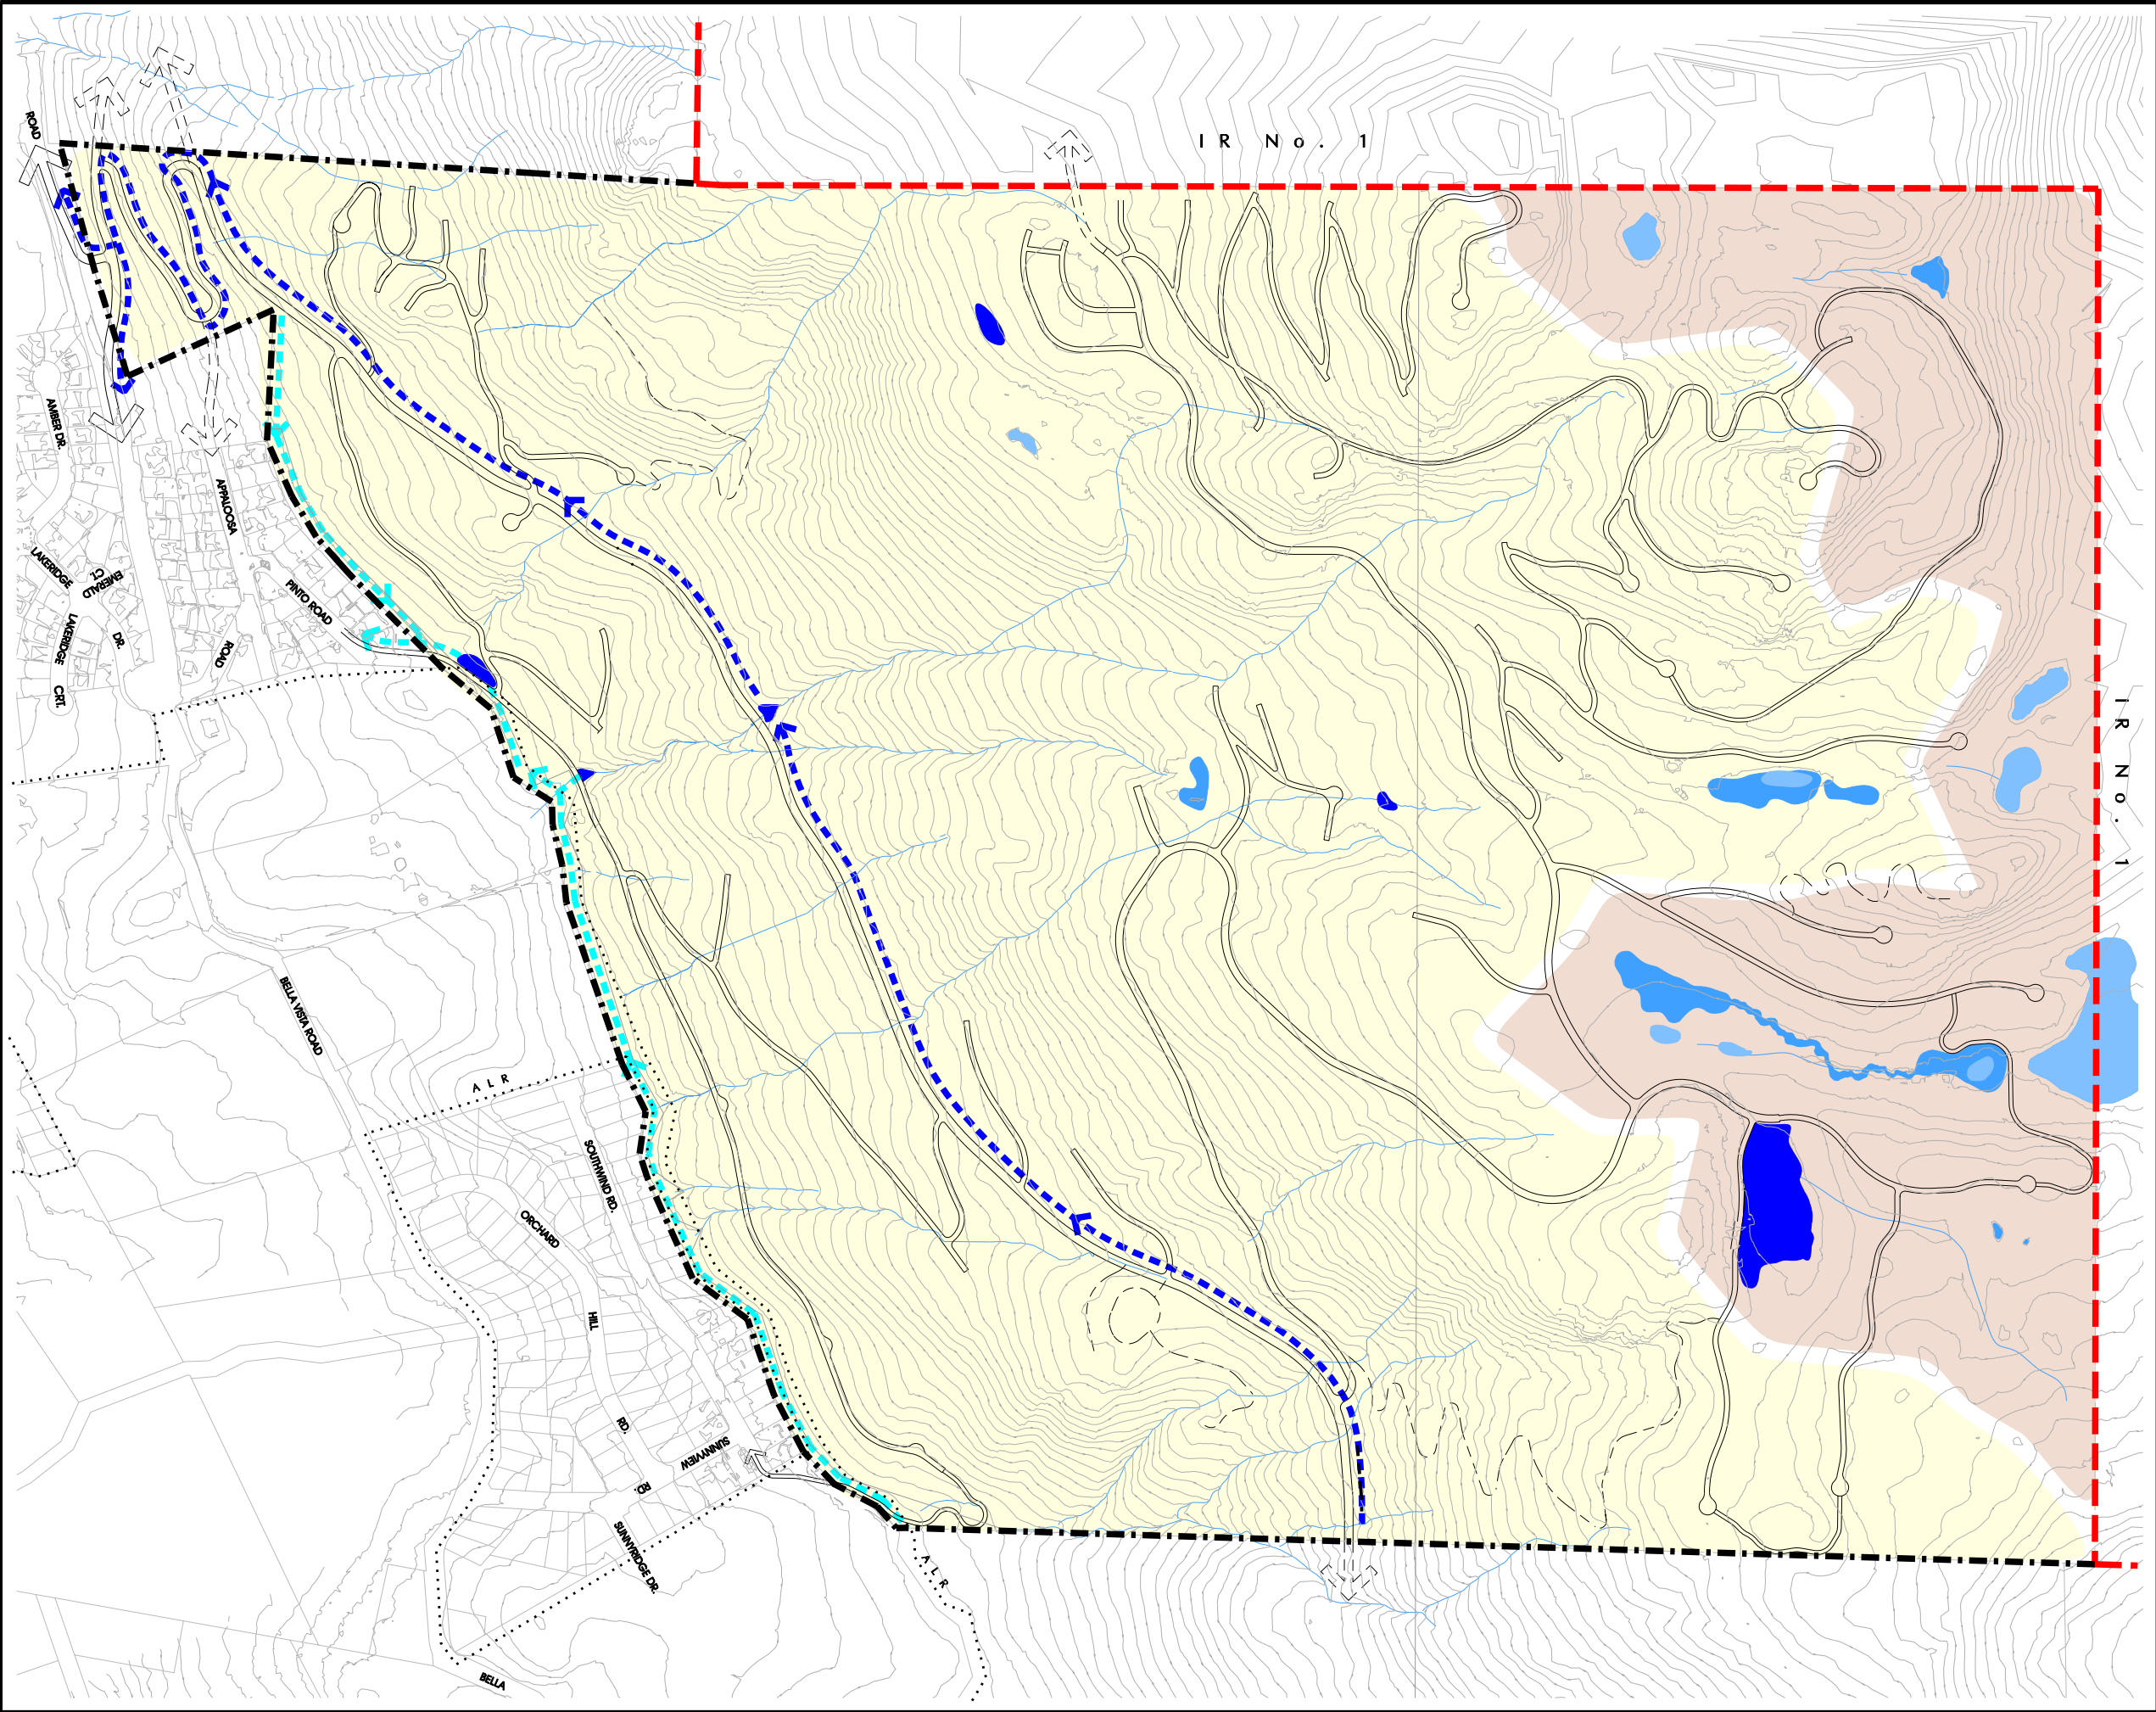 IR No. 1
ROAD
AMBER DR.
APPALOOSA
LAKERIDGE
EMERALD
CT.
PINTO ROAD
LAKERIDGE
DR.
ROAD
CRT.
IR No. 1
BELLA VISTA ROAD
ALR
SOUTHWIND RD.
ORCHARD
HILL
RD.
SUNNYVIEW
RD.
SUNNYRIDGE DR.
ALR
BELLA